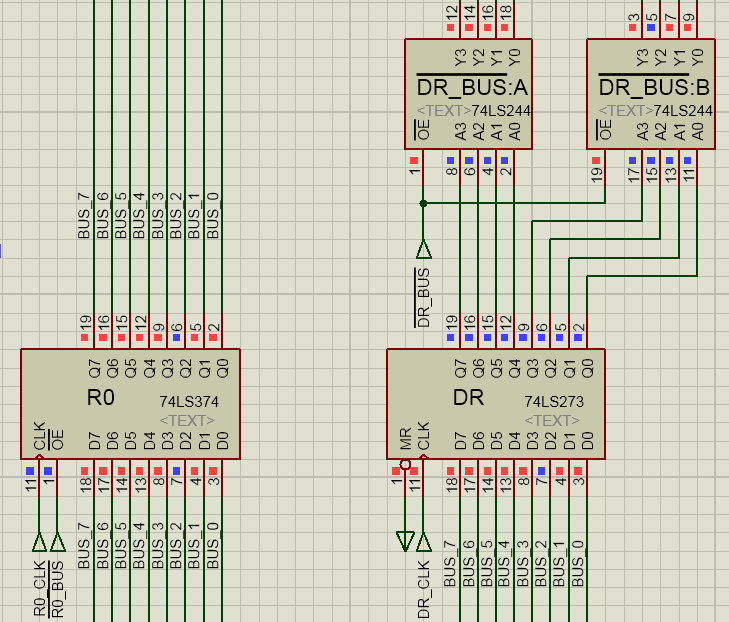 12 14 16 18
3 5 7 9
Y3 Y2 Y1 Y0
Y3 Y2 Y1 Y0
DR_BUS:A
DR_BUS:B
<TEXT> 74LS244
<TEXT> 74LS244
OE A3 A2 A1 A0
OE A3 A2 A1 A0
1 8 6 4 2
19 17 15 13 11
BUS_7 BUS_6 BUS_5 BUS_4 BUS_3 BUS_2 BUS_1 BUS_0
DR_BUS
19 16 15 12 9 6 5 2
19 16 15 12 9 6 5 2
Q7 Q6 Q5 Q4 Q3 Q2 Q1 Q0
Q7 Q6 Q5 Q4 Q3 Q2 Q1 Q0
R0
74LS374
<TEXT>
DR
74LS273
<TEXT>
CLK OE D7 D6 D5 D4 D3 D2 D1 D0
MR CLK D7 D6 D5 D4 D3 D2 D1 D0
11 1 18 17 14 13 8 7 4 3
1 11 18 17 14 13 8 7 4 3
BUS_7 BUS_6 BUS_5 BUS_4 BUS_3 BUS_2 BUS_1 BUS_0
BUS_7 BUS_6 BUS_5 BUS_4 BUS_3 BUS_2 BUS_1 BUS_0
R0_CLK
R0_BUS
DR_CLK